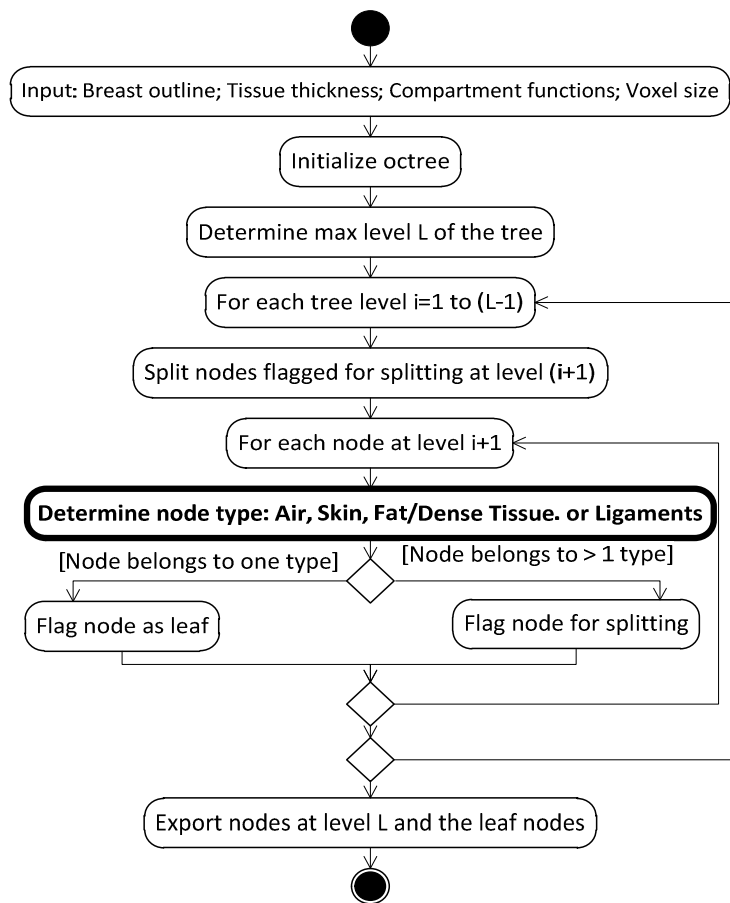 Input: Breast outline; Tissue thickness; Compartment functions; Voxel size
Initialize octree
Determine max level L of the tree
For each tree level i=1 to (L-1)
Split nodes flagged for splitting at level (i+1)
For each node at level i+1
Determine node type: Air, Skin, Fat/Dense Tissue. or Ligaments
[Node belongs to one type]
[Node belongs to > 1 type]
Flag node as leaf
Flag node for splitting
Export nodes at level L and the leaf nodes